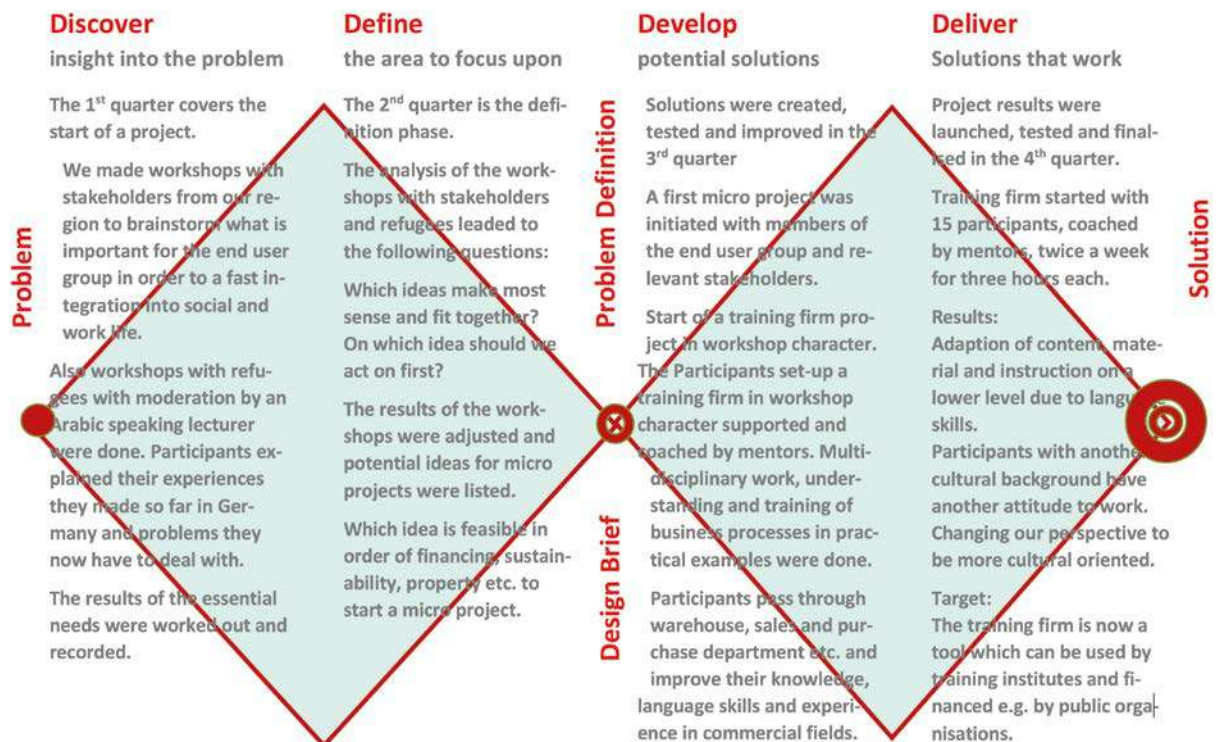 Discover
insight into the problem
The 1st quarter covers the
start of a project.
We made workshops with
stakeholders from our re-
gion to brainstorm what is
important for the end user
group in order to a fast in-
tegration into social and
work life.
Also workshops with refu-
gees with moderation by an
Arabic speaking lecturer
were done. Participants ex-
plained their experiences
they made so far in Ger-
many and problems they
now have to deal with.
The results of the essential
needs were worked out and
recorded.
Define
the area to focus upon
The 2nd quarter is the defi-
nition phase.
The analysis of the work-
shops with stakeholders
and refugees leaded to
the following questions:
Which ideas make most
sense and fit together?
On which idea should we
act on first?
The results of the work-
shops were adjusted and
potential ideas for micro
projects were listed.
Which idea is feasible in
order of financing, sustain-
ability, property etc. to
start a micro project.
Develop
potential solutions
Solutions were created,
tested and improved in the
3rd quarter
A first micro project was
initiated with members of
the end user group and re-
levant stakeholders.
Start of a training firm pro-
ject in workshop character.
The Participants set-up a
training firm in workshop
character supported and
coached by mentors. Multi-
disciplinary work, under-
standing and training of
business processes in prac-
tical examples were done.
Participants pass through
warehouse, sales and pur-
chase department etc. and
improve their knowledge,
language skills and experi-
ence in commercial fields.
Deliver
Solutions that work
Project results were
launched, tested and final-
ised in the 4th quarter.
Training firm started with
15 participants, coached
by mentors, twice a week
for three hours each.
Results:
Adaption of content, mate-
rial and instruction on a
lower level due to language
skills.
Participants with another
cultural background have
another attitude to work.
Changing our perspective to
be more cultural oriented.
Target:
The training firm is now a
tool which can be used by
training institutes and fi-
nanced e.g. by public orga-
nisations.
Problem
Problem Definition
Design Brief
Solution